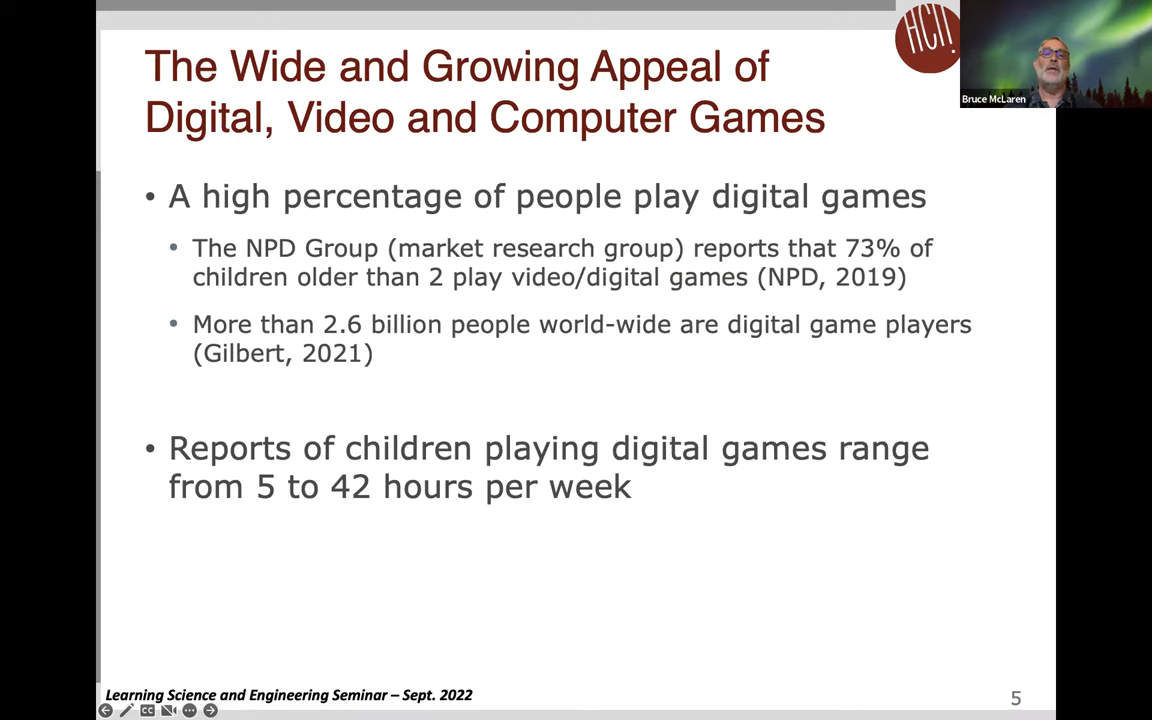 The Wide and Growing Appeal of
Digital, Video and Computer Games
HCII
Bruce McLaren
• A high percentage of people play digital games
• The NPD Group (market research group) reports that 73% of
children older than 2 play video/digital games (NPD, 2019)
• More than 2.6 billion people world-wide are digital game players
(Gilbert, 2021)
• Reports of children playing digital games range
from 5 to 42 hours per week
Learning Science and Engineering Seminar – Sept. 2022
5
CC